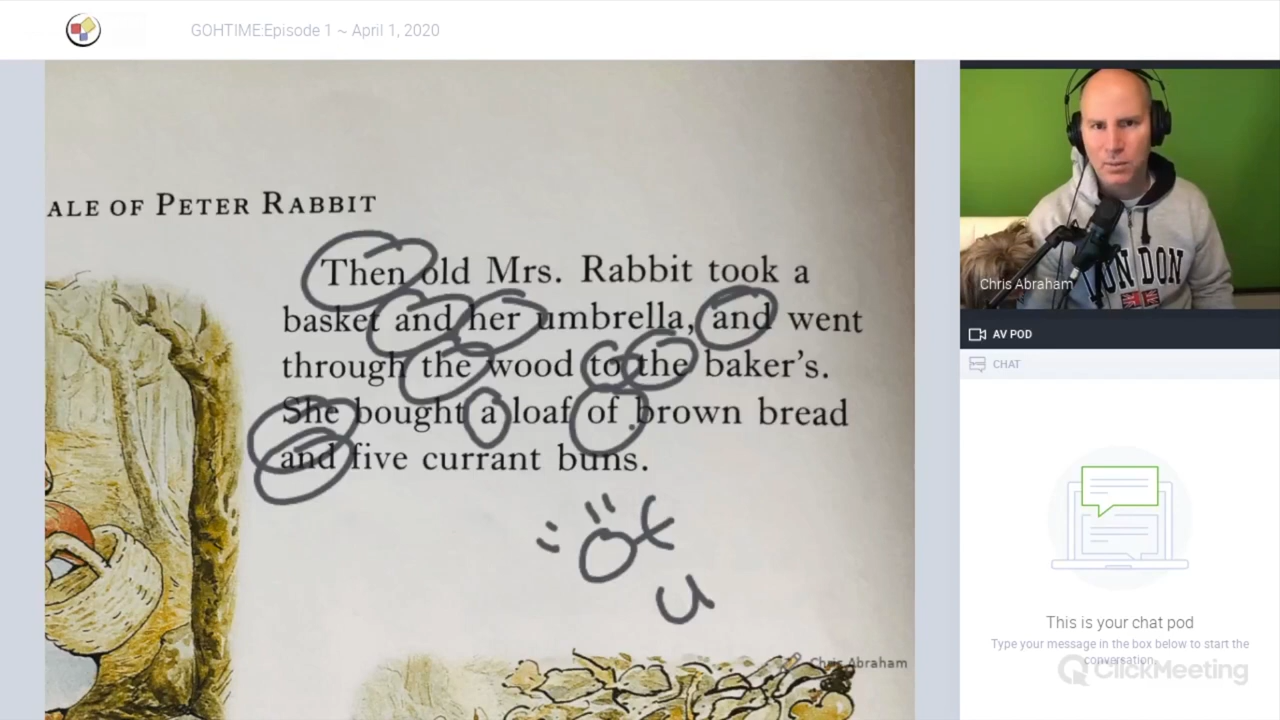 GOHTIME:Episode 1 ~ April 1, 2020
ALE OF PETER RABBIT
Then old Mrs. Rabbit took a
basket and her umbrella, and went
through the wood to the baker's.
She bought a loaf of brown bread
and five currant buns.
of
u
Chris Abraham
LONDON
Chris Abraham
AV POD
CHAT
This is your chat pod
Type your message in the box below to start the
conversation.
ClickMeeting